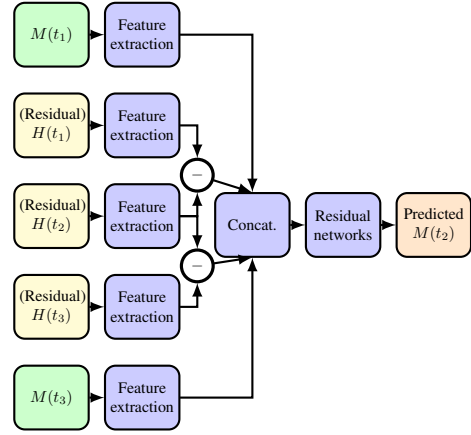 M(t₁)
Feature
extraction
(Residual)
H(t₁)
Feature
extraction
−
(Residual)
H(t₂)
Feature
extraction
Concat.
Residual
networks
Predicted
M(t₂)
−
(Residual)
H(t₃)
Feature
extraction
M(t₃)
Feature
extraction